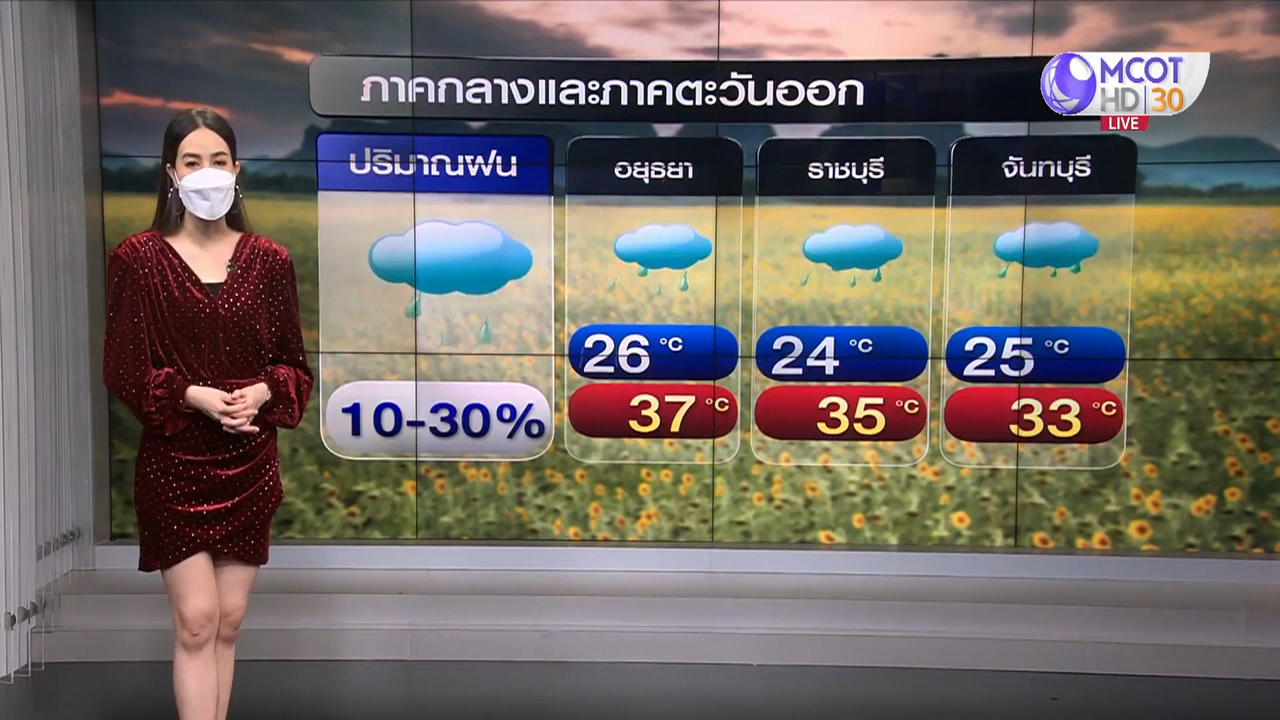 ภาคกลางและภาคตะวันออก
MCOT
HD 30
LIVE
ปริมาณฝน
10-30%
อยุธยา
26 °C
37 °C
ราชบุรี
24 °C
35 °C
จันทบุรี
25 °C
33 °C